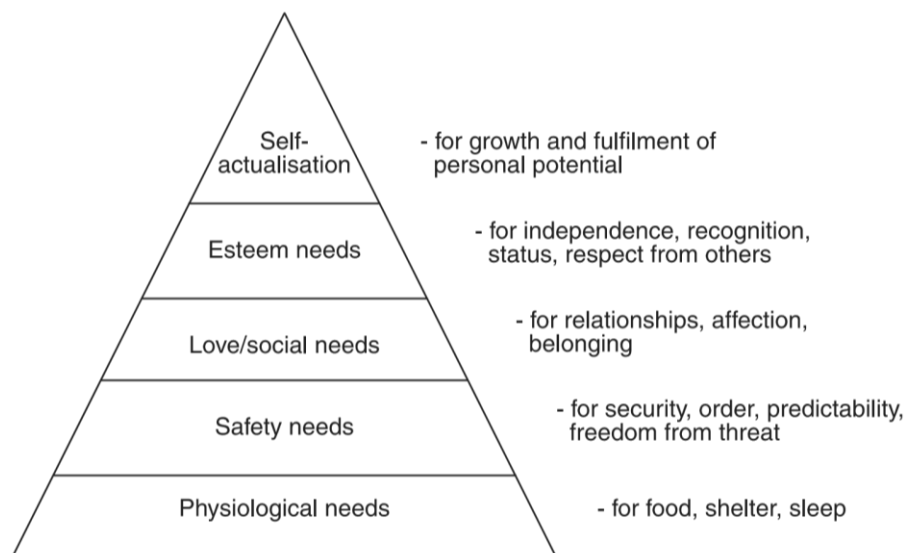 Self-
actualisation
- for growth and fulfilment of
personal potential
Esteem needs
- for independence, recognition,
status, respect from others
Love/social needs
- for relationships, affection,
belonging
Safety needs
- for security, order, predictability,
freedom from threat
Physiological needs
- for food, shelter, sleep